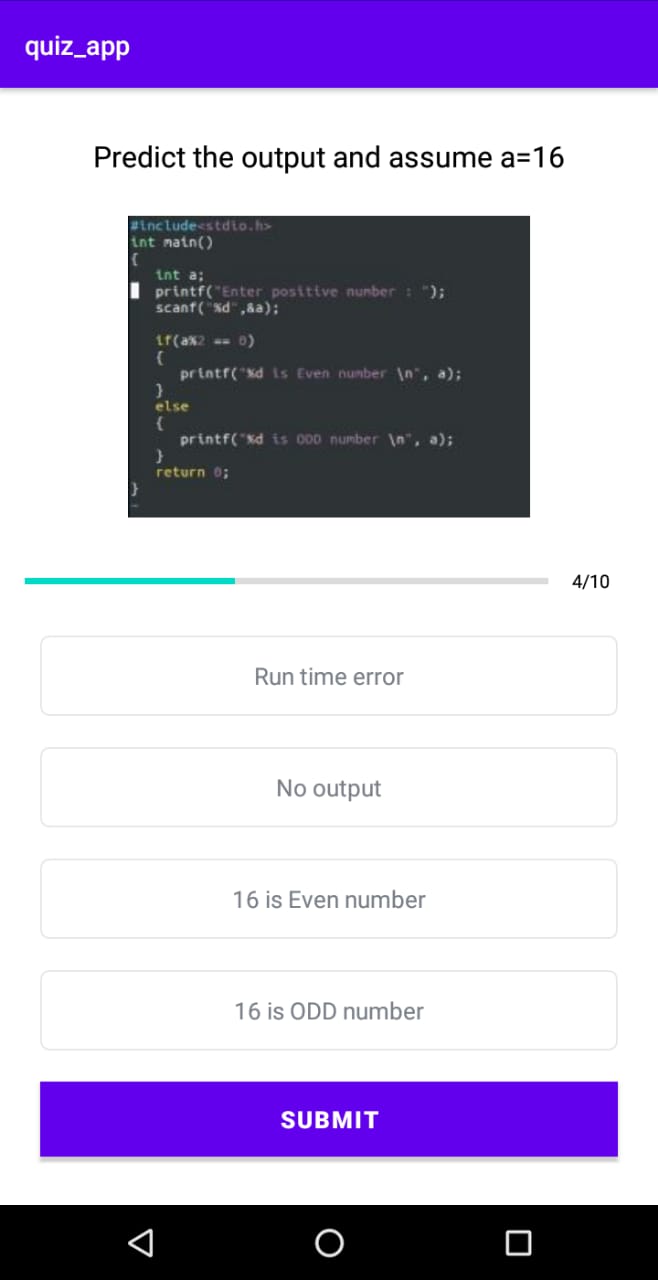 quiz_app
Predict the output and assume a=16
#include<stdio.h>
int main()
{
int a;
printf("Enter positive number : ");
scanf("%d",&a);
if(a%2 == 0)
{
printf("%d is Even number \n", a);
}
else
{
printf("%d is ODD number \n", a);
}
return 0;
}
~
4/10
Run time error
No output
16 is Even number
16 is ODD number
SUBMIT